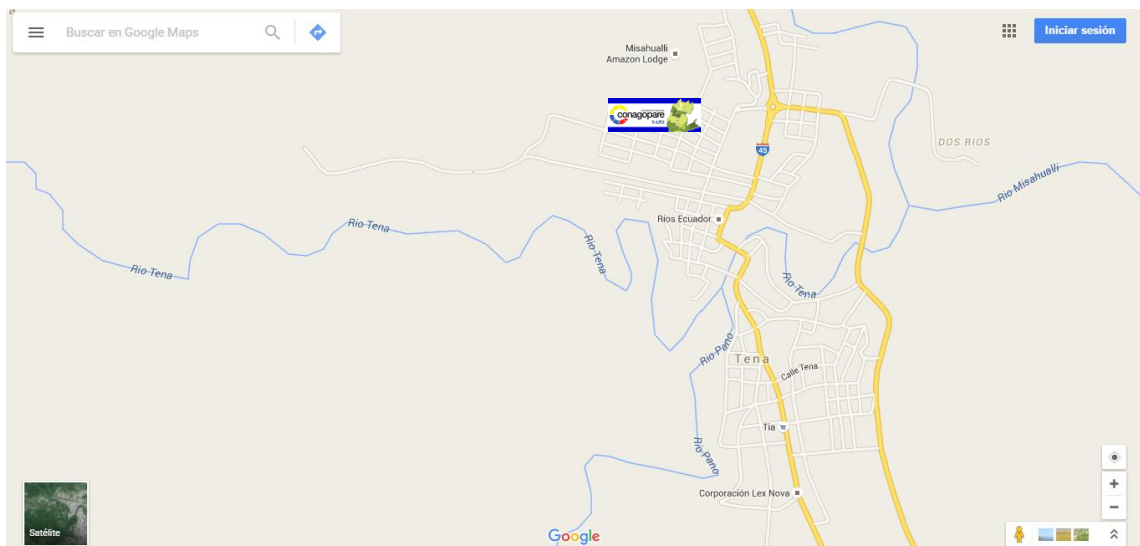 Buscar en Google Maps
Iniciar sesión
Misahualli
Amazon Lodge
conagopare
NAPO
45
DOS RIOS
Rio Misahualli
Rio Tena
Rio Tena
Rio Tena
Ríos Ecuador
Rio Tena
Rio Pano
Tena
Calle Tena
Tia
Rio Pano
Corporación Lex Nova
Satélite
Google